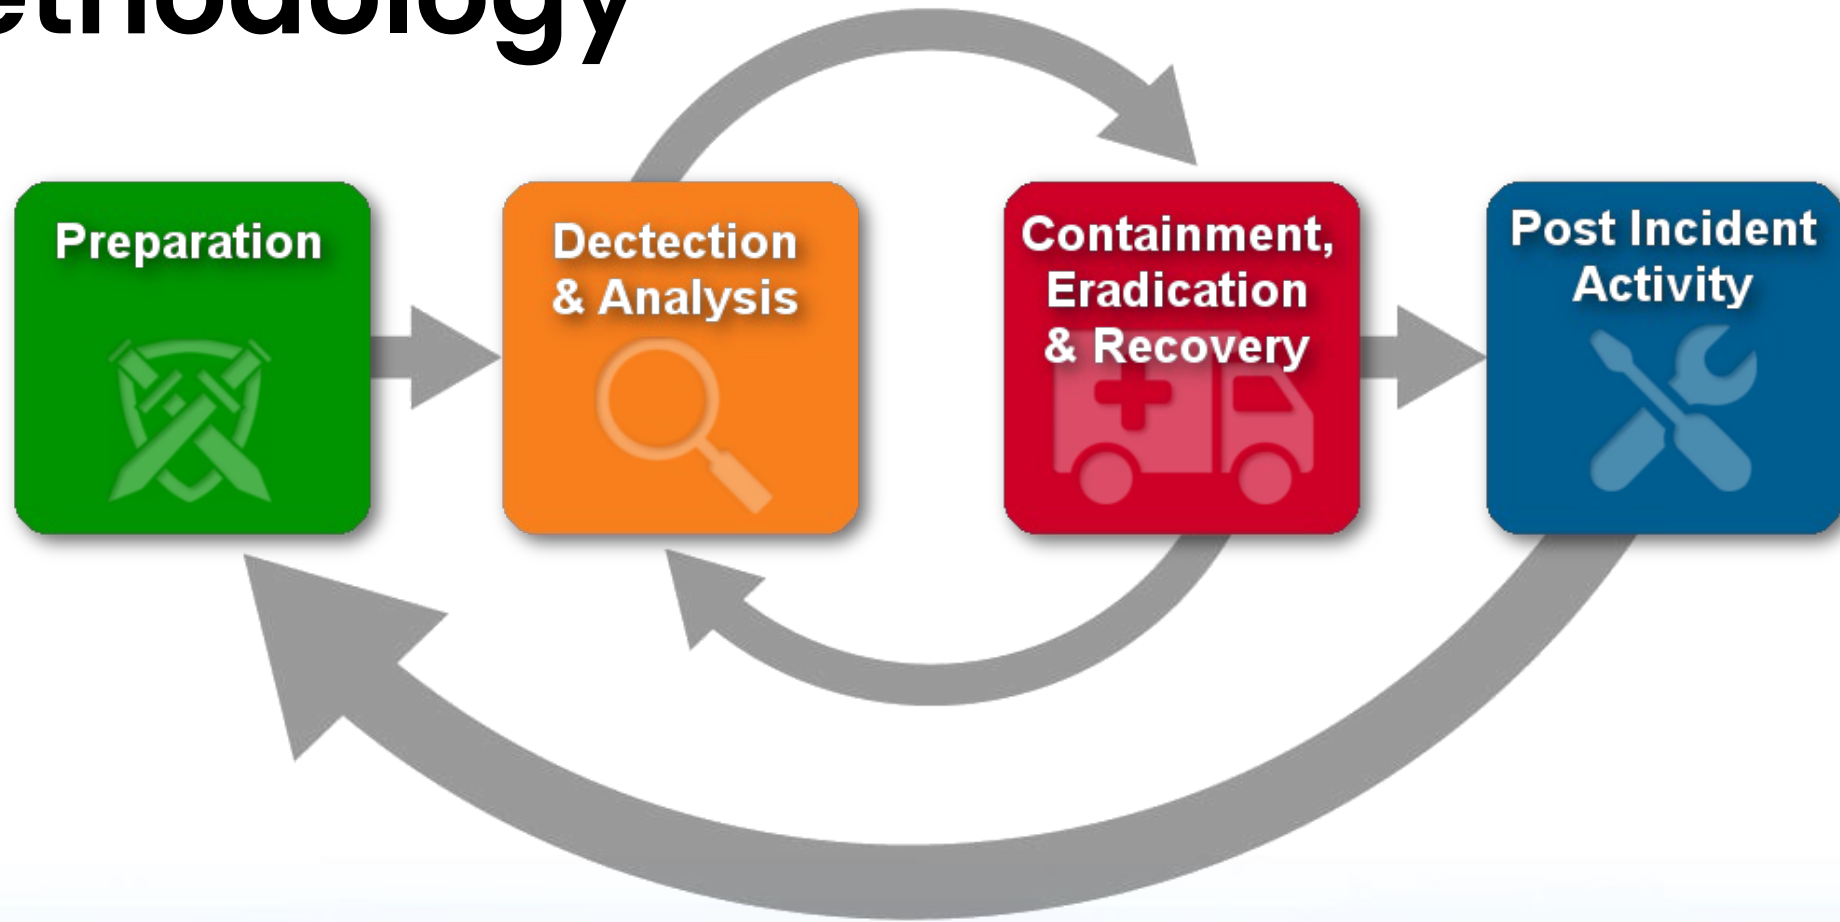 ethodology
Preparation
Dectection
& Analysis
Containment,
Eradication
& Recovery
Post Incident
Activity